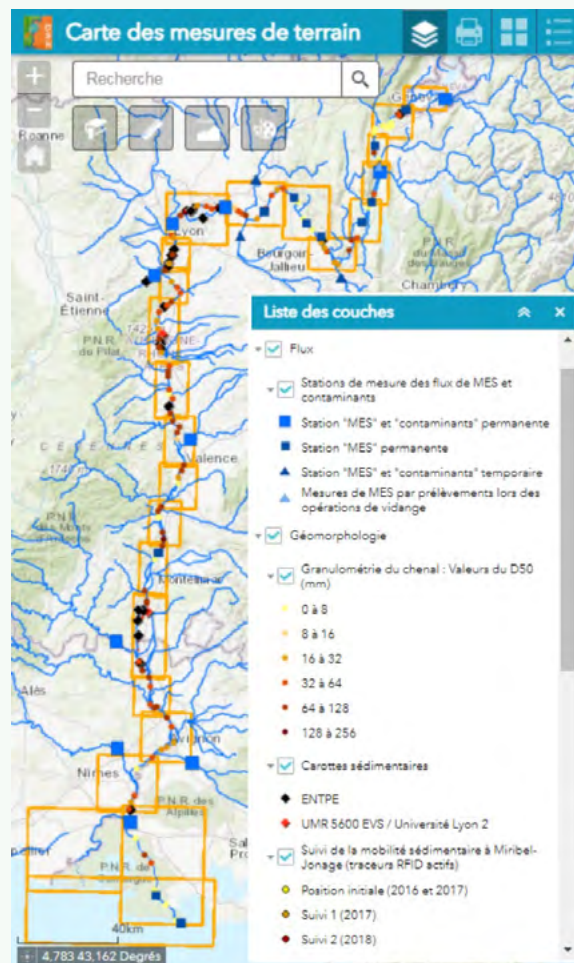 Carte des mesures de terrain
+
Recherche
−
Roanne
Lyon
Bourgoin-
Jallieu
Chambéry
Saint-
Étienne
P.N.R.
du Pilat
CEVENNES
Valence
Montélimar
Alès
Avignon
Nîmes
P.N.R. des
Alpilles
40km
4,783 43,162 Degrés
Liste des couches
Flux
Stations de mesure des flux de MES et
contaminants
Station "MES" et "contaminants" permanente
Station "MES" permanente
Station "MES" et "contaminants" temporaire
Mesures de MES par prélèvements lors des
opérations de vidange
Géomorphologie
Granulométrie du chenal : Valeurs du D50
(mm)
0 à 8
8 à 16
16 à 32
32 à 64
64 à 128
128 à 256
Carottes sédimentaires
ENTPE
UMR 5600 EVS / Université Lyon 2
Suivi de la mobilité sédimentaire à Miribel-
Jonage (traceurs RFID actifs)
Position initiale (2016 et 2017)
Suivi 1 (2017)
Suivi 2 (2018)